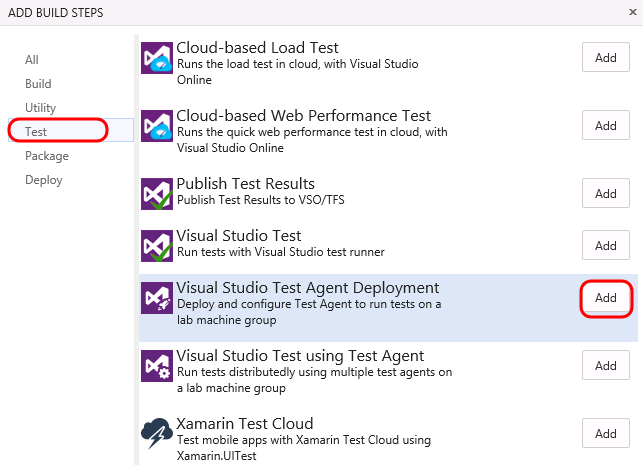 ADD BUILD STEPS
All
Build
Utility
Test
Package
Deploy
Cloud-based Load Test
Runs the load test in cloud, with Visual Studio
Online
Add
Cloud-based Web Performance Test
Runs the quick web performance test in cloud, with
Visual Studio Online
Add
Publish Test Results
Publish Test Results to VSO/TFS
Add
Visual Studio Test
Run tests with Visual Studio test runner
Add
Visual Studio Test Agent Deployment
Deploy and configure Test Agent to run tests on a
lab machine group
Add
Visual Studio Test using Test Agent
Run tests distributedly using multiple test agents on
a lab machine group
Add
Xamarin Test Cloud
Test mobile apps with Xamarin Test Cloud using
Xamarin.UITest
Add